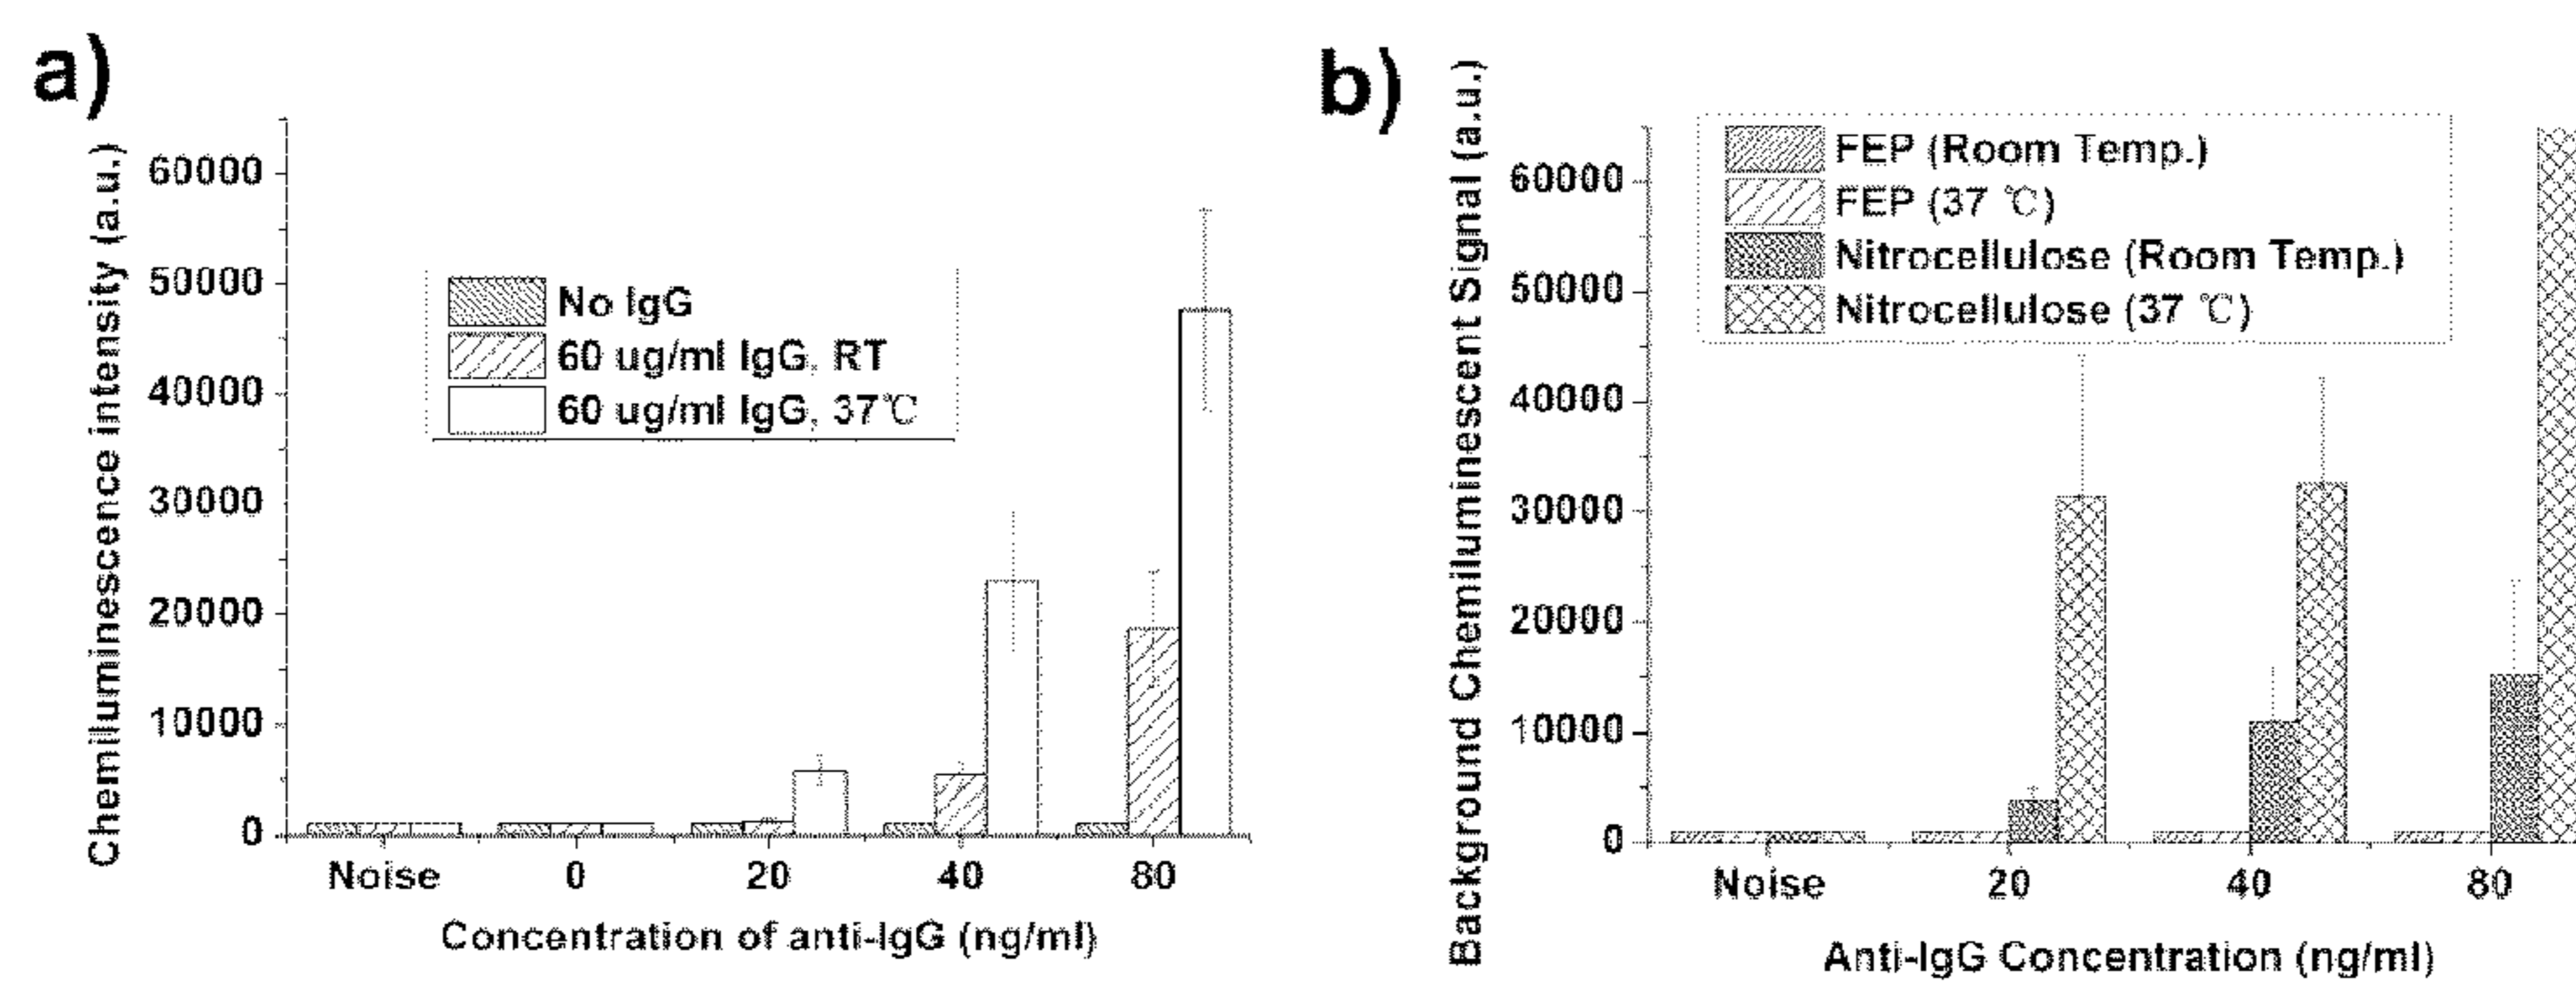 a)
Chemiluminescence intensity (a.u.)
60000
50000
40000
30000
20000
10000
0
No IgG
60 ug/ml IgG, RT
60 ug/ml IgG, 37℃
Noise 0 20 40 80
Concentration of anti-IgG (ng/ml)
b)
Background Chemiluminescent Signal (a.u.)
60000
50000
40000
30000
20000
10000
0
FEP (Room Temp.)
FEP (37 ℃)
Nitrocellulose (Room Temp.)
Nitrocellulose (37 ℃)
Noise 20 40 80
Anti-IgG Concentration (ng/ml)